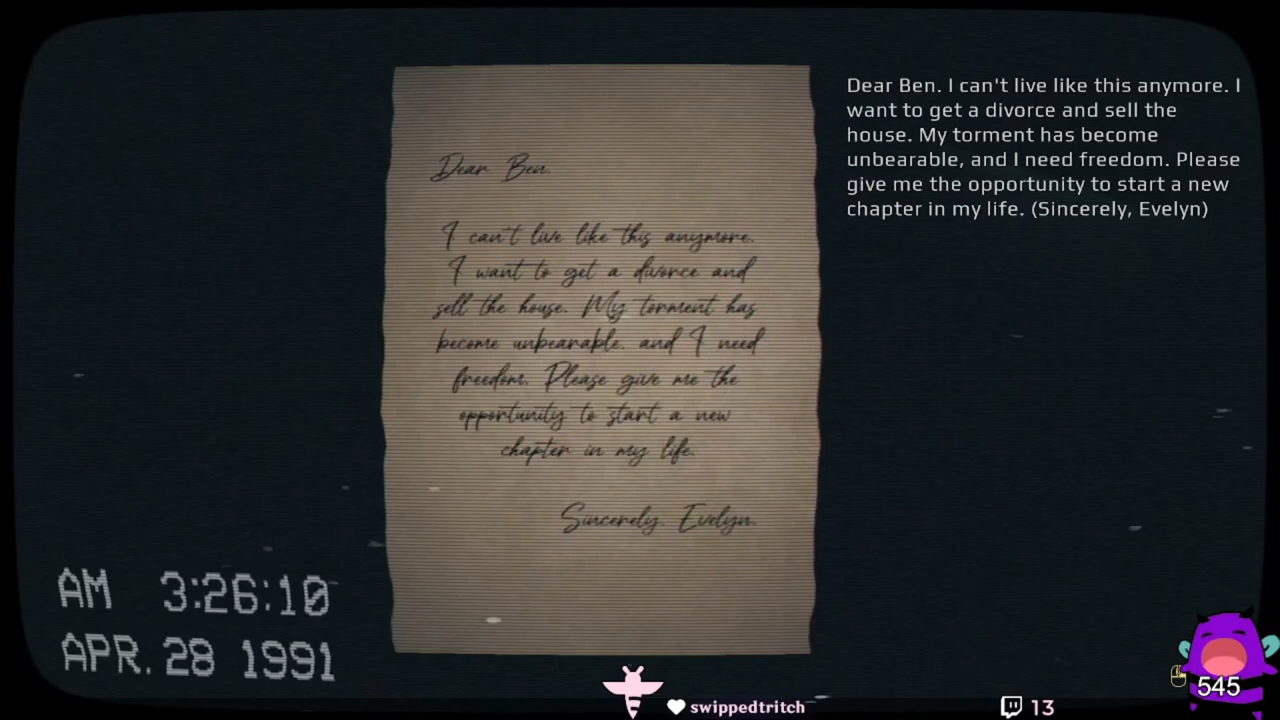 Dear Ben.
I can't live like this anymore.
I want to get a divorce and
sell the house. My torment has
become unbearable, and I need
freedom. Please give me the
opportunity to start a new
chapter in my life.
Sincerely, Evelyn.
Dear Ben. I can't live like this anymore. I
want to get a divorce and sell the
house. My torment has become
unbearable, and I need freedom. Please
give me the opportunity to start a new
chapter in my life. (Sincerely, Evelyn)
AM 3:26:10
APR. 28 1991
swippedtritch
13
545